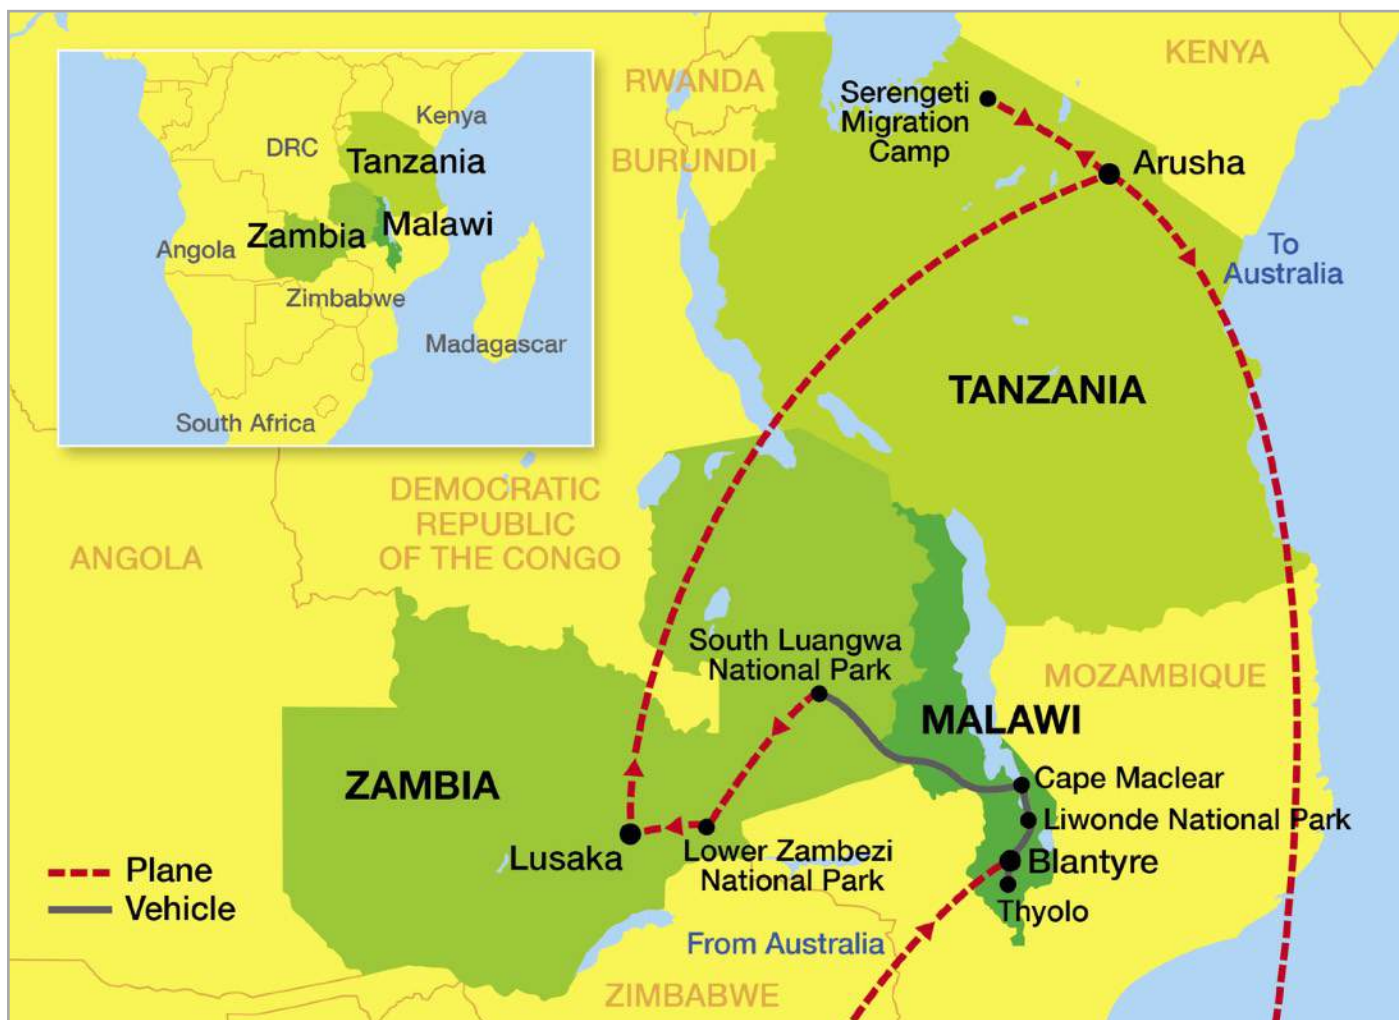 Kenya
DRC
Tanzania
Malawi
Zambia
Angola
Zimbabwe
Madagascar
South Africa
KENYA
RWANDA
Serengeti
Migration
Camp
BURUNDI
Arusha
To
Australia
TANZANIA
DEMOCRATIC
REPUBLIC
OF THE CONGO
ANGOLA
South Luangwa
National Park
MOZAMBIQUE
MALAWI
ZAMBIA
Cape Maclear
Liwonde National Park
Lusaka
Lower Zambezi
National Park
Blantyre
Thyolo
Plane
Vehicle
From Australia
ZIMBABWE